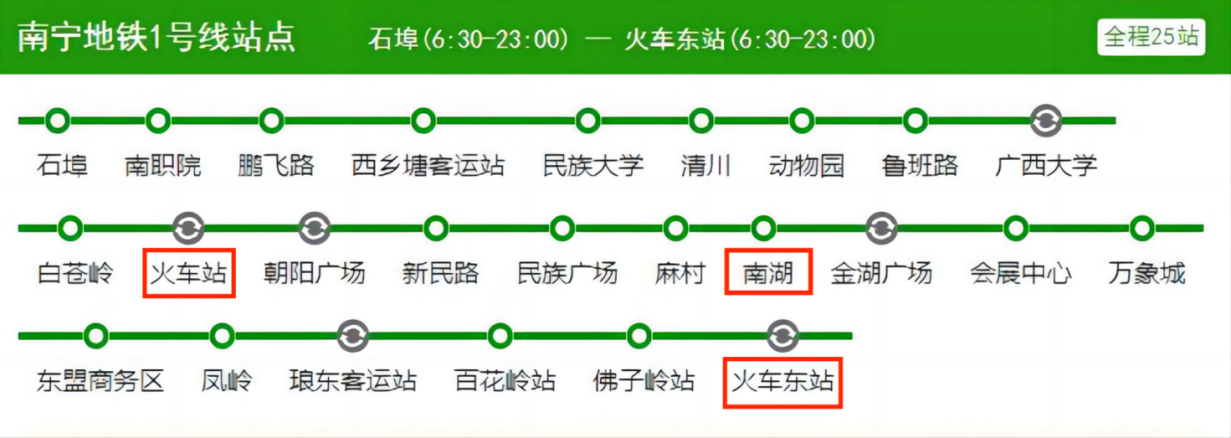 南宁地铁1号线站点 石埠(6:30-23:00) — 火车东站(6:30-23:00) 全程25站
石埠 南职院 鹏飞路 西乡塘客运站 民族大学 清川 动物园 鲁班路 广西大学
白苍岭 火车站 朝阳广场 新民路 民族广场 麻村 南湖 金湖广场 会展中心 万象城
东盟商务区 凤岭 琅东客运站 百花岭站 佛子岭站 火车东站